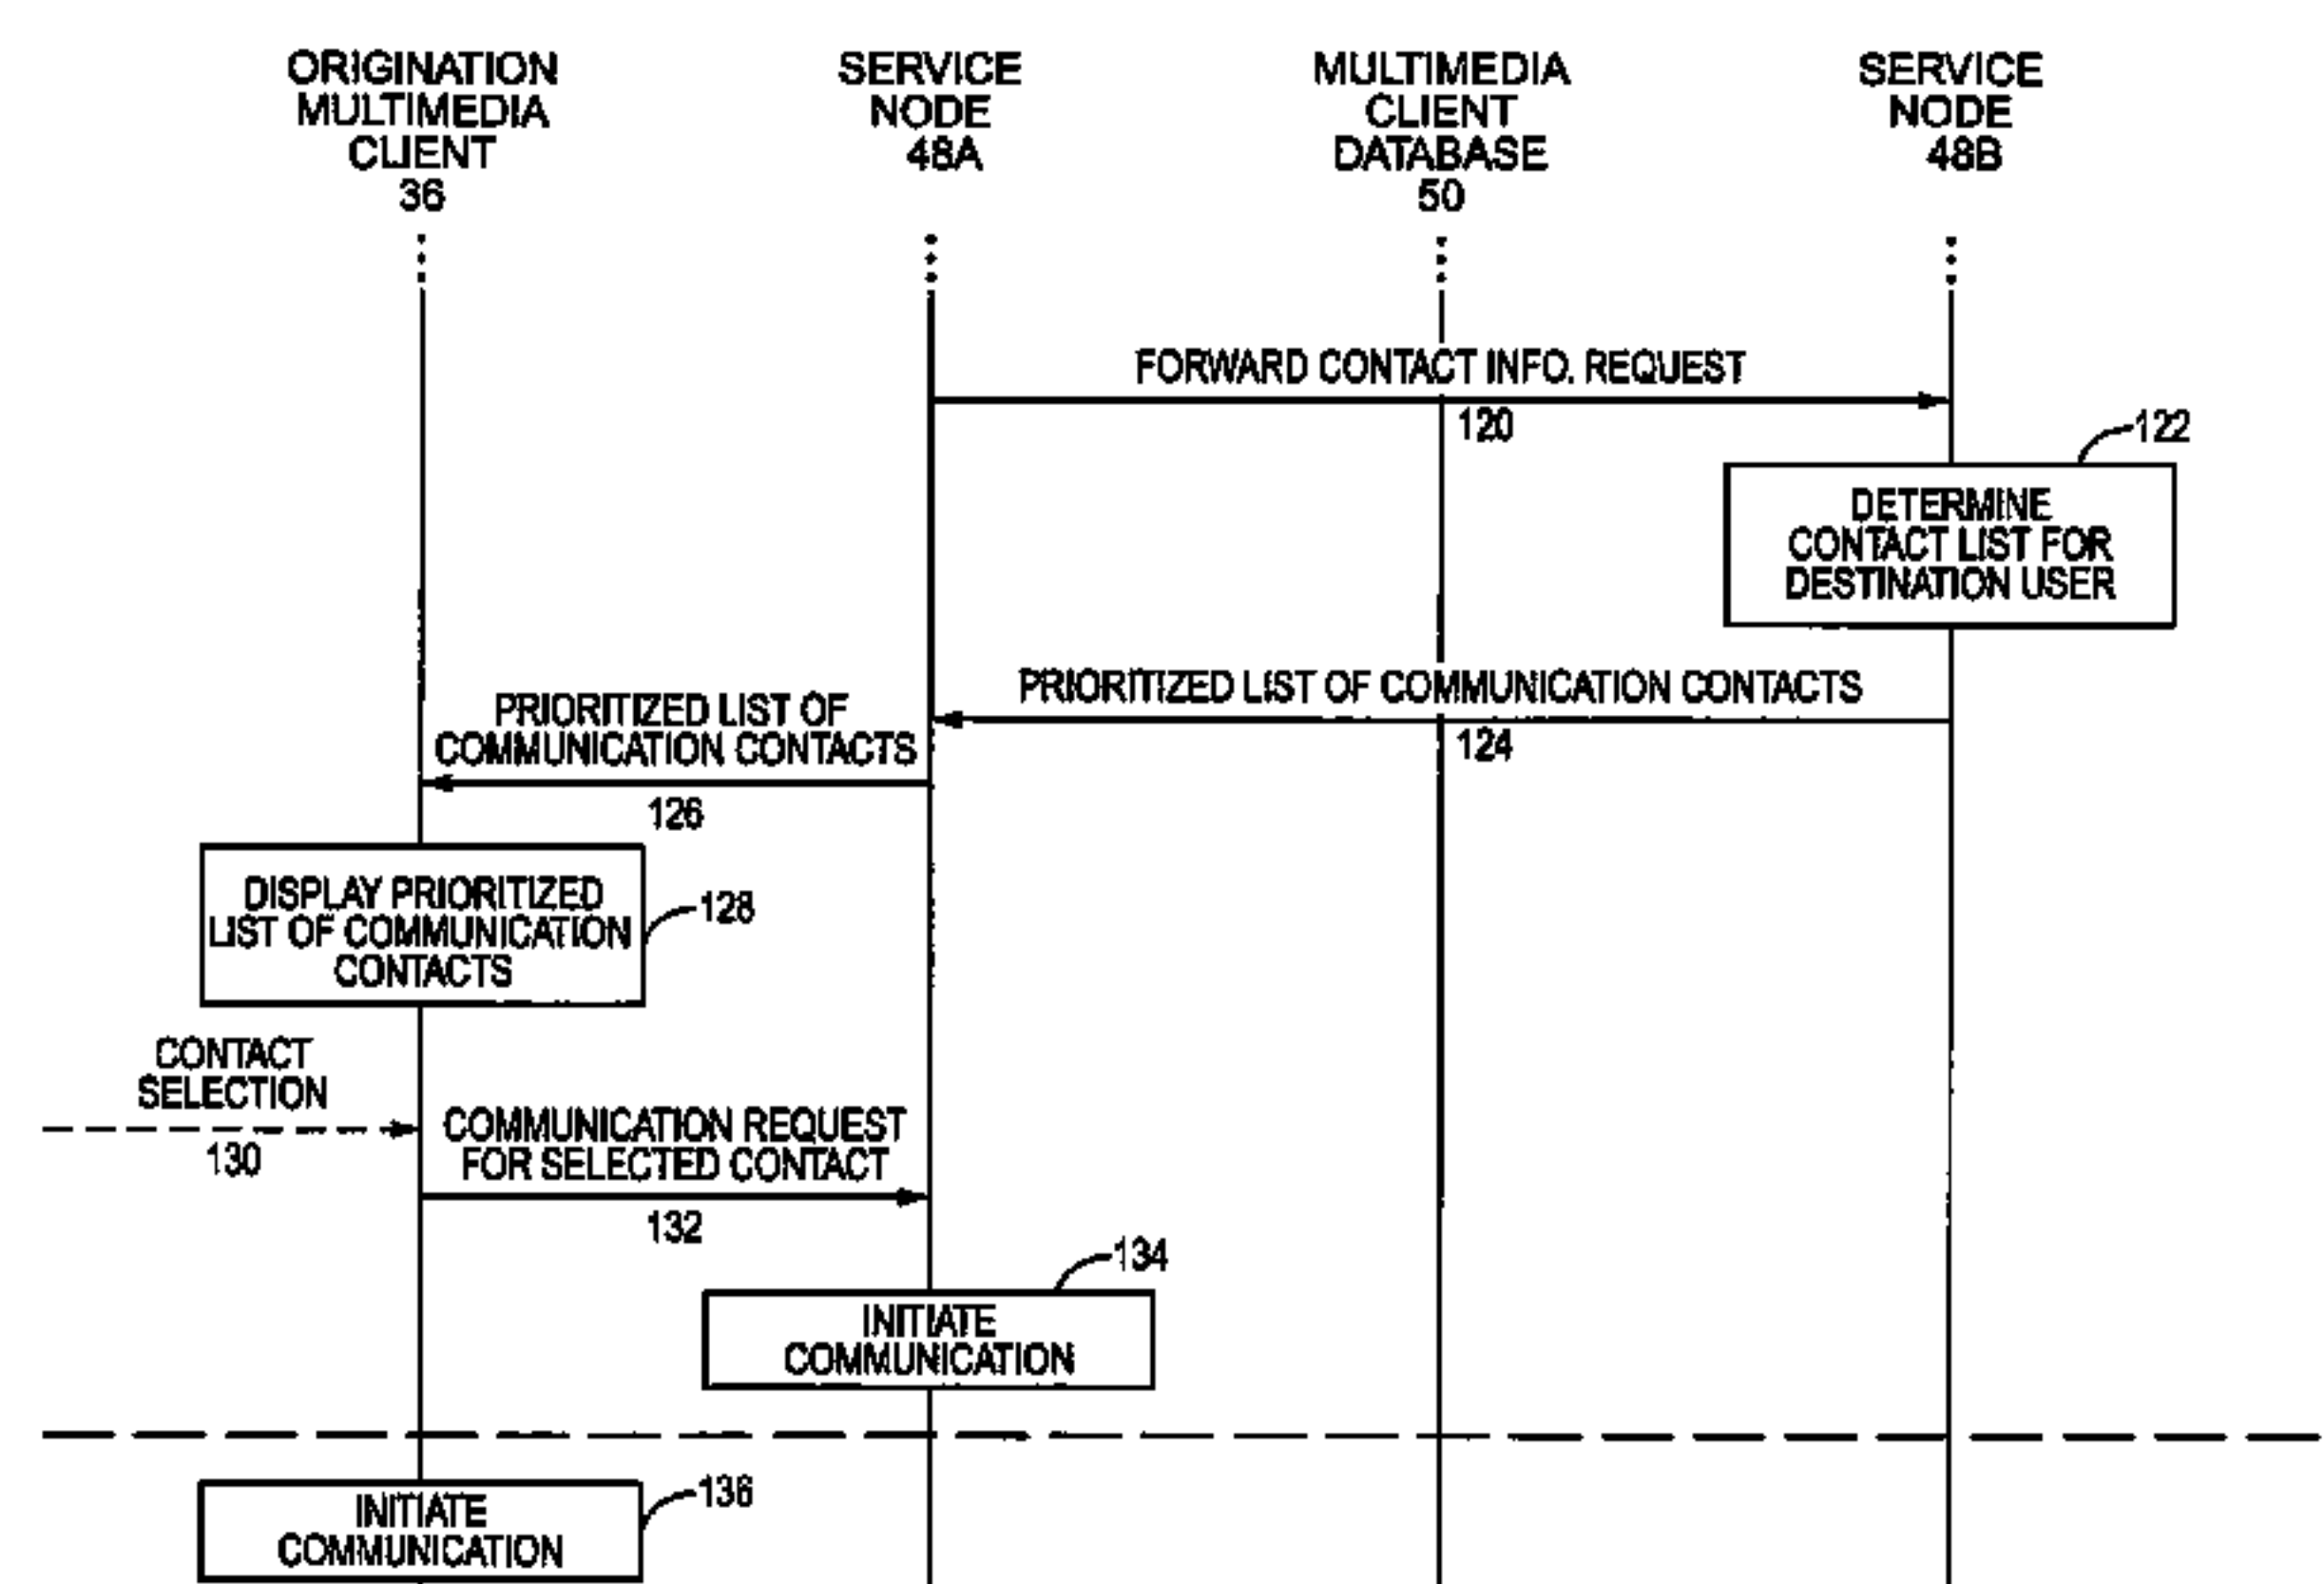 ORIGINATION
MULTIMEDIA
CLIENT
36
SERVICE
NODE
48A
MULTIMEDIA
CLIENT
DATABASE
50
SERVICE
NODE
48B
FORWARD CONTACT INFO. REQUEST
120
122
DETERMINE
CONTACT LIST FOR
DESTINATION USER
PRIORITIZED LIST OF COMMUNICATION CONTACTS
124
PRIORITIZED LIST OF
COMMUNICATION CONTACTS
126
DISPLAY PRIORITIZED
LIST OF COMMUNICATION
CONTACTS
128
CONTACT
SELECTION
130
COMMUNICATION REQUEST
FOR SELECTED CONTACT
132
134
INITIATE
COMMUNICATION
136
INITIATE
COMMUNICATION